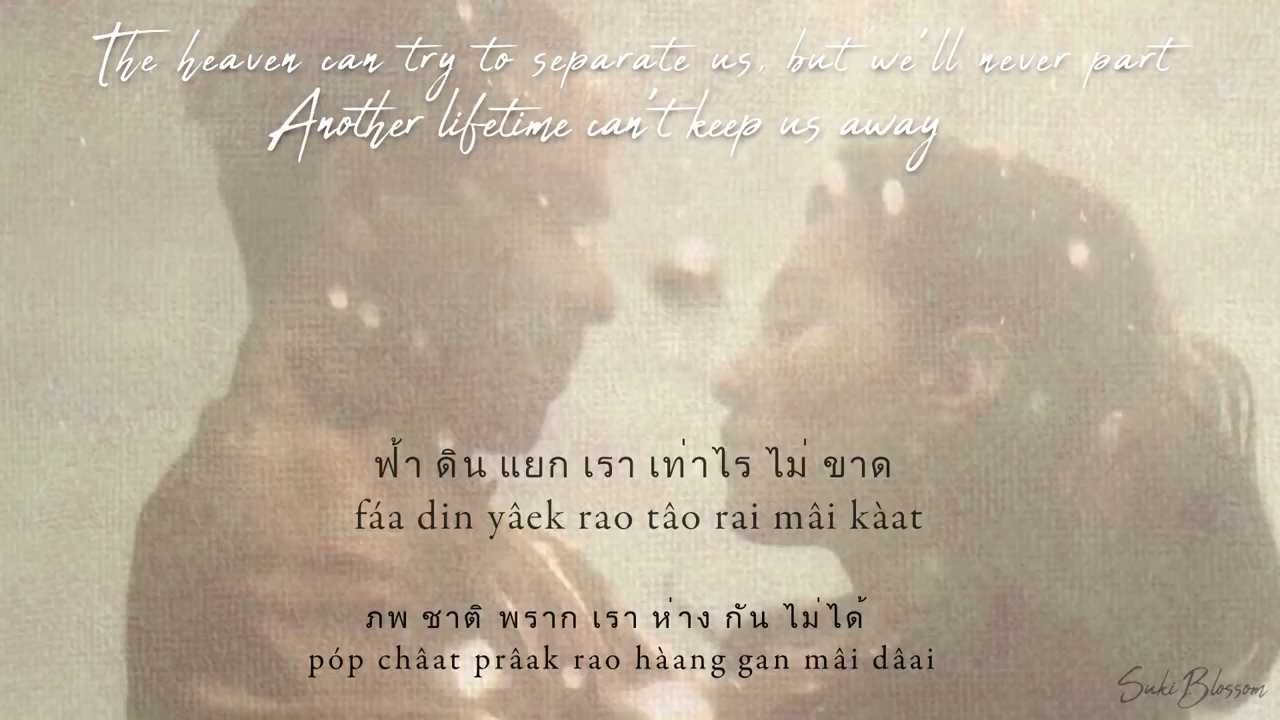 The heaven can try to separate us, but we'll never part
Another lifetime can't keep us away
ฟ้า ดิน แยก เรา เท่าไร ไม่ ขาด
fáa din yâek rao tâo rai mâi kàat
ภพ ชาติ พราก เรา ห่าง กัน ไม่ได้
póp châat prâak rao hàang gan mâi dâai
Suki Blossom